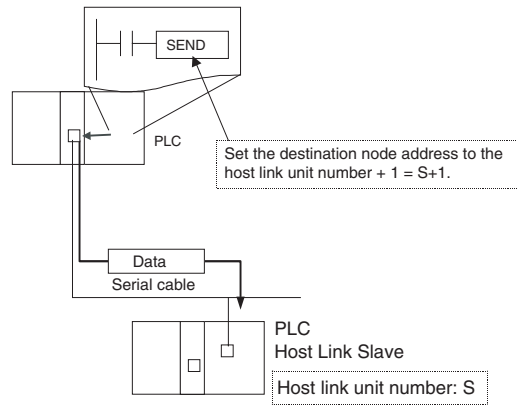 SEND
PLC
Set the destination node address to the
host link unit number + 1 = S+1.
Data
Serial cable
PLC
Host Link Slave
Host link unit number: S